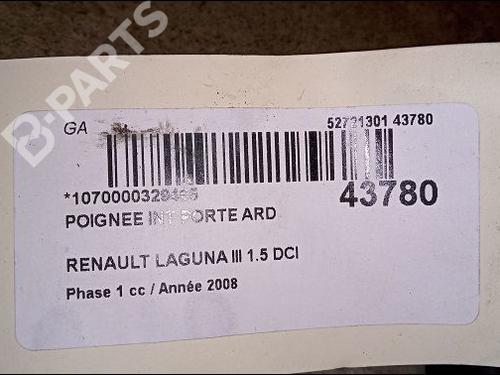 B-PARTS
GA 52721301 43780
43780
POIGNEE INT PORTE ARD
RENAULT LAGUNA III 1.5 DCI
Phase 1 cc / Année 2008